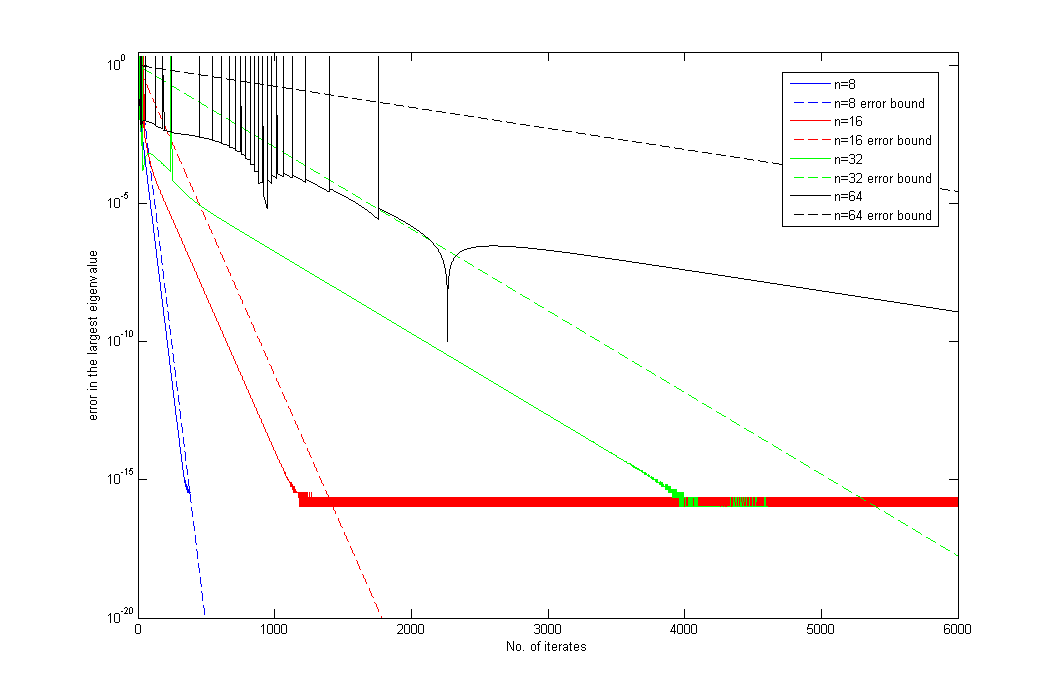 10^0
10^-5
10^-10
10^-15
10^-20
error in the largest eigenvalue
0
1000
2000
3000
4000
5000
6000
No. of iterates
n=8
n=8 error bound
n=16
n=16 error bound
n=32
n=32 error bound
n=64
n=64 error bound